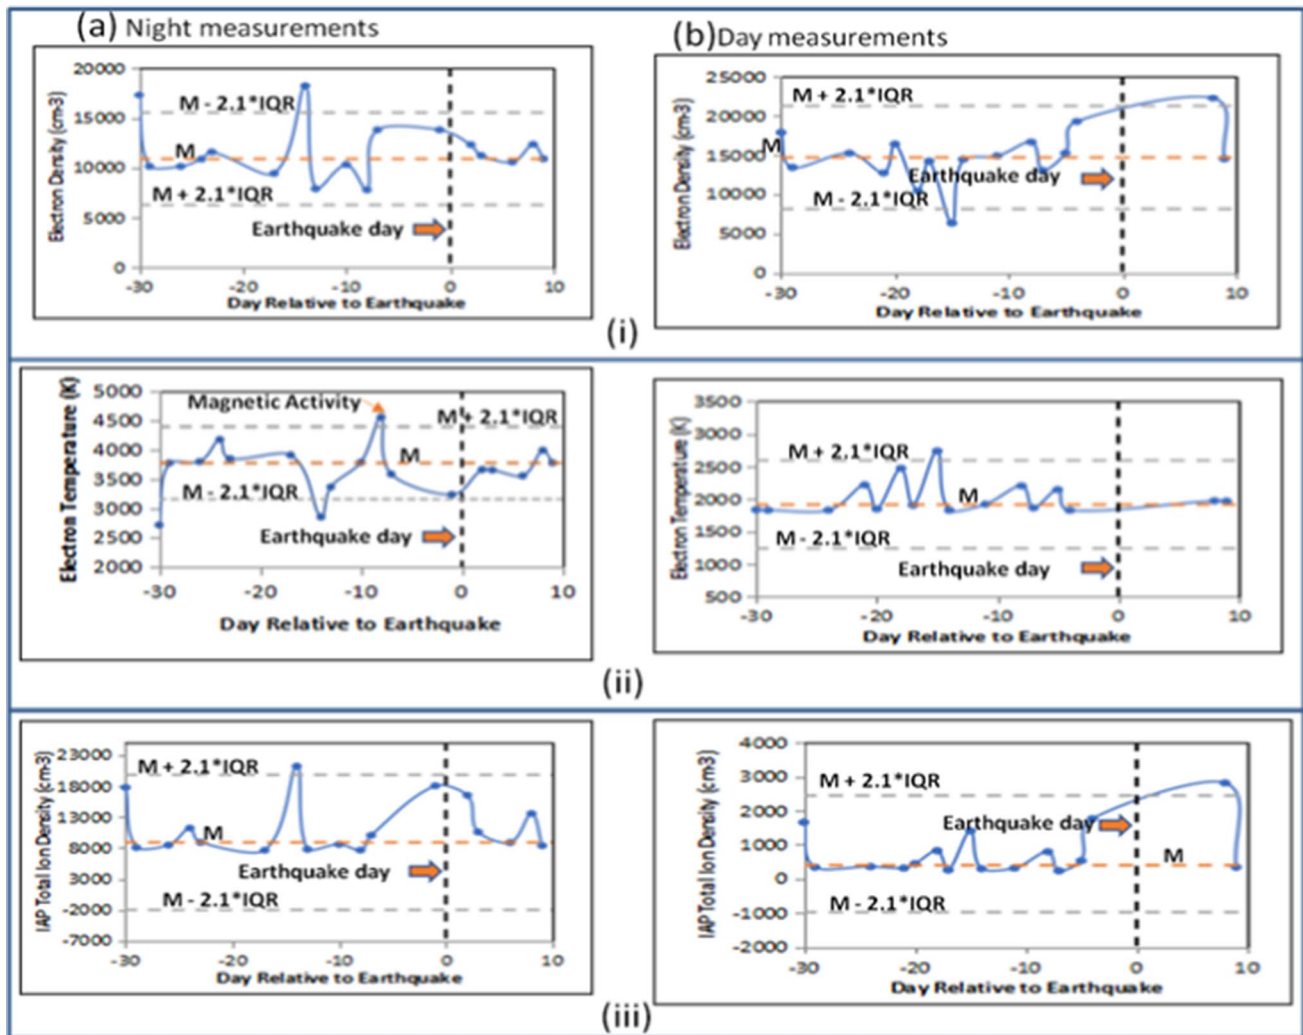 (a) Night measurements
Electron Density (cm-3)
20000
15000
10000
5000
0
M - 2.1*IQR
M
M + 2.1*IQR
Earthquake day
-30 -20 -10 0 10
Day Relative to Earthquake
(b)Day measurements
Electron Density (cm-3)
25000
20000
15000
10000
5000
0
M + 2.1*IQR
M
Earthquake day
M - 2.1*IQR
-30 -20 -10 0 10
Day Relative to Earthquake
(i)
Electron Temperature (K)
5000
4500
4000
3500
3000
2500
2000
Magnetic Activity
M + 2.1*IQR
M
M - 2.1*IQR
Earthquake day
-30 -20 -10 0 10
Day Relative to Earthquake
Electron Temperature (K)
3500
3000
2500
2000
1500
1000
500
M + 2.1*IQR
M
M - 2.1*IQR
Earthquake day
-30 -20 -10 0 10
Day Relative to Earthquake
(ii)
IAP Total Ion Density (cm-3)
23000
18000
13000
8000
3000
-2000
-7000
M + 2.1*IQR
M
Earthquake day
M - 2.1*IQR
-30 -20 -10 0 10
Day Relative to Earthquake
IAP Total Ion Density (cm-3)
4000
3000
2000
1000
0
-1000
-2000
M + 2.1*IQR
Earthquake day
M
M - 2.1*IQR
-30 -20 -10 0 10
Day Relative to Earthquake
(iii)